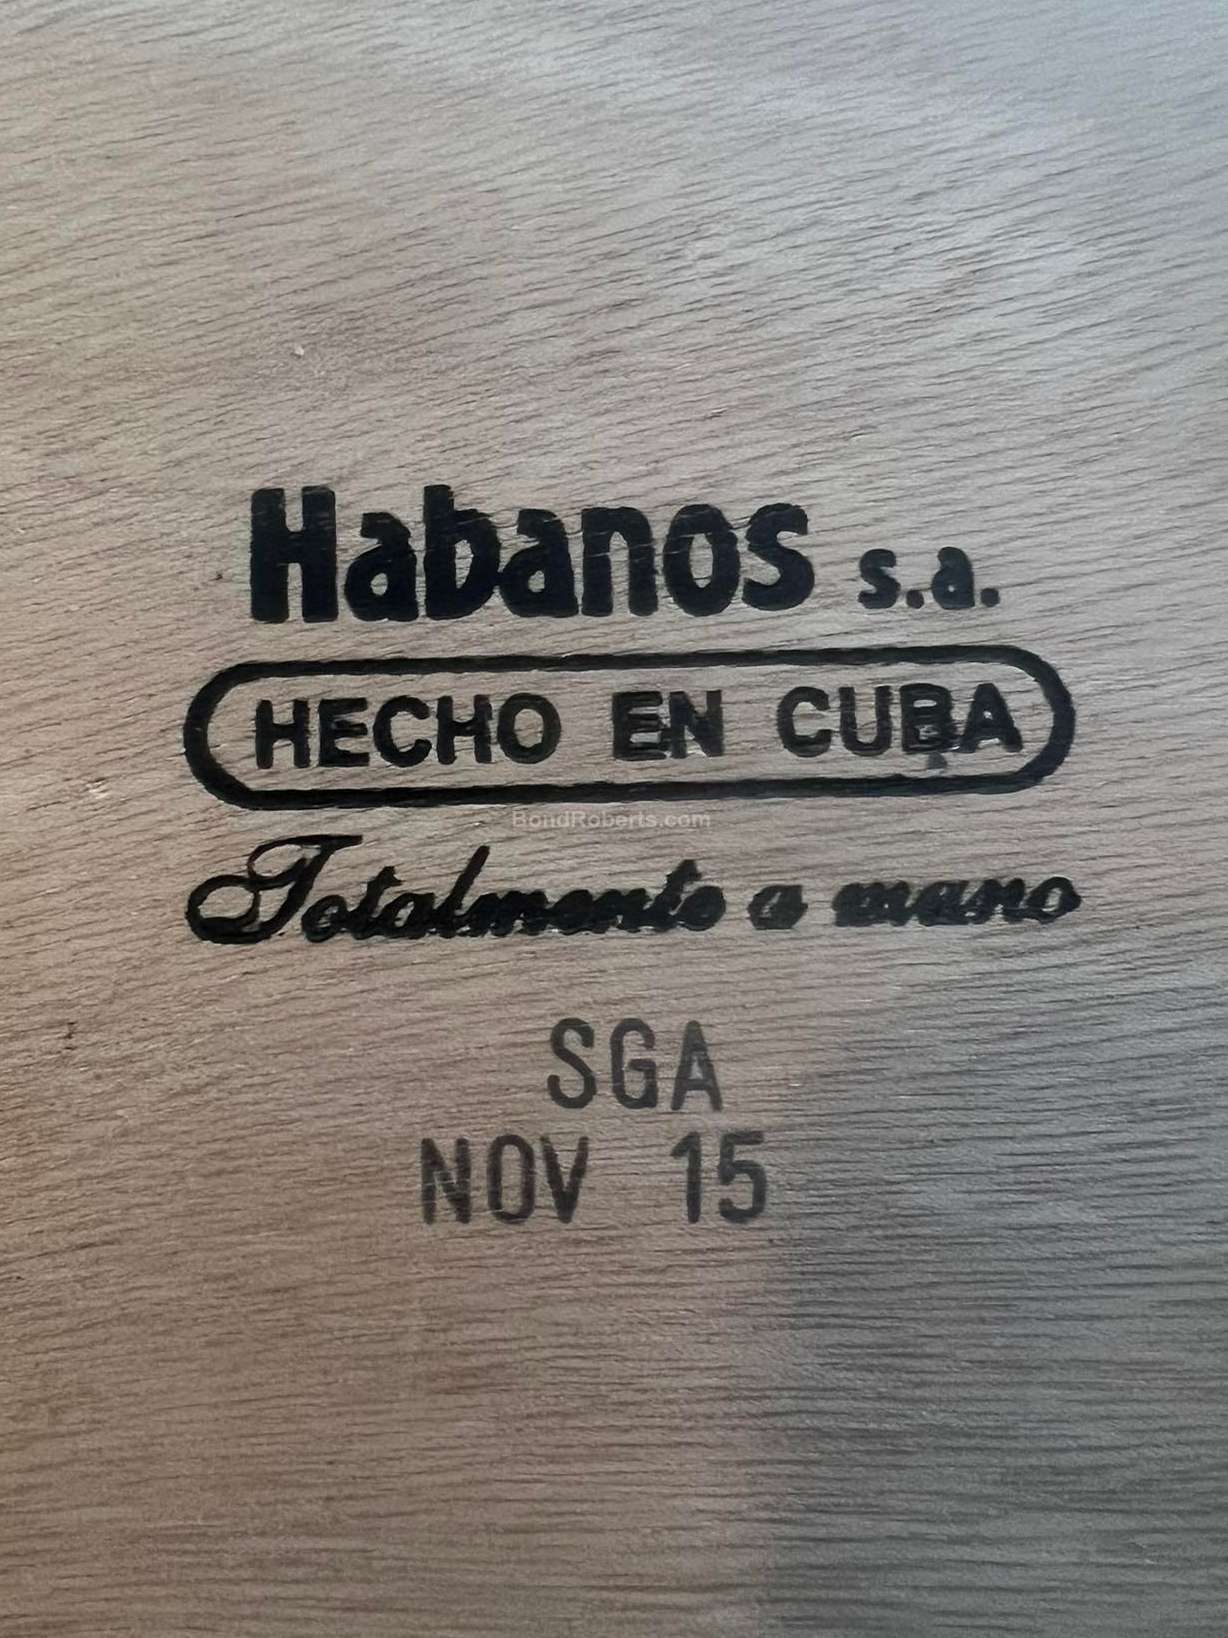 Habanos s.a.
HECHO EN CUBA
BondRoberts.com
Totalmente a mano
SGA
NOV 15